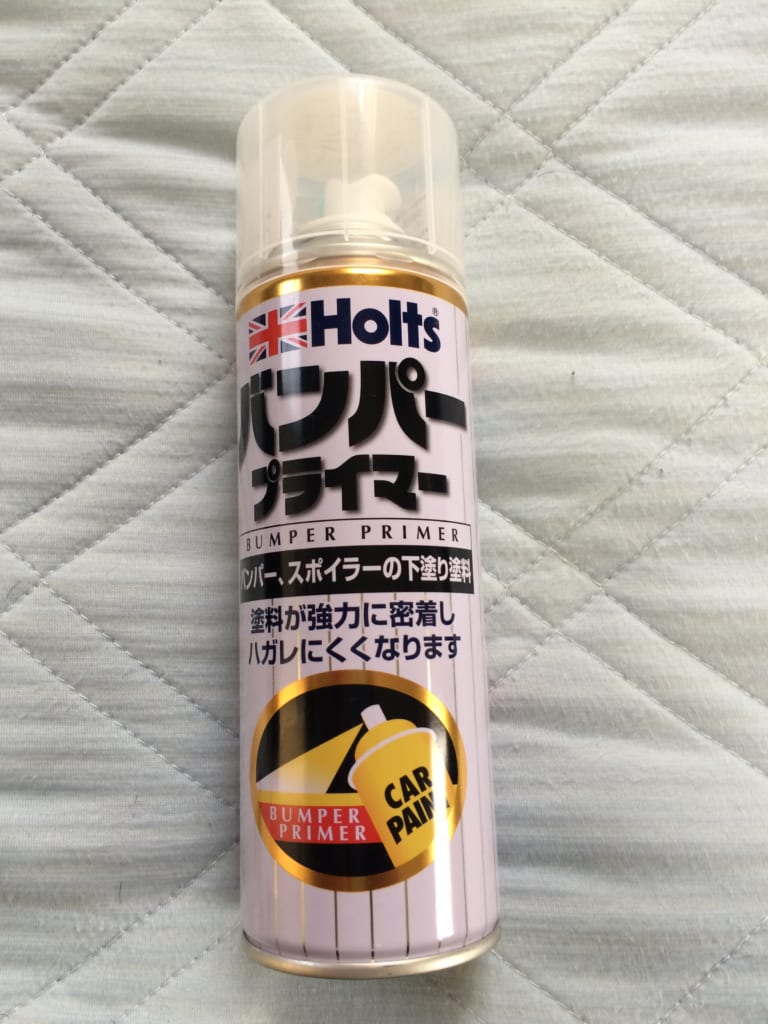 Holts®
バンパー
プライマー
BUMPER PRIMER
バンパー、スポイラーの下塗り塗料
塗料が強力に密着し
ハガレにくくなります
CAR
PAINT
BUMPER
PRIMER